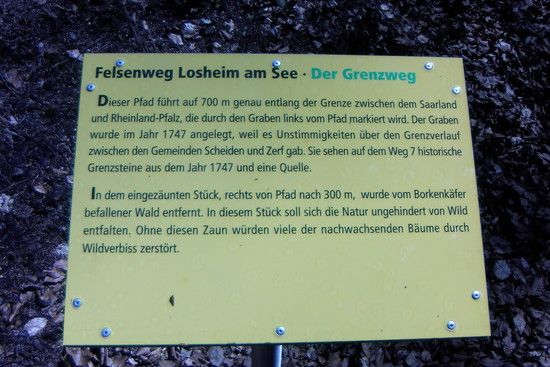 Felsenweg Losheim am See · Der Grenzweg
Dieser Pfad führt auf 700 m genau entlang der Grenze zwischen dem Saarland
und Rheinland-Pfalz, die durch den Graben links vom Pfad markiert wird. Der Graben
wurde im Jahr 1747 angelegt, weil es Unstimmigkeiten über den Grenzverlauf
zwischen den Gemeinden Scheiden und Zerf gab. Sie sehen auf dem Weg 7 historische
Grenzsteine aus dem Jahr 1747 und eine Quelle.
In dem eingezäunten Stück, rechts von Pfad nach 300 m, wurde vom Borkenkäfer
befallener Wald entfernt. In diesem Stück soll sich die Natur ungehindert von Wild
entfalten. Ohne diesen Zaun würden viele der nachwachsenden Bäume durch
Wildverbiss zerstört.